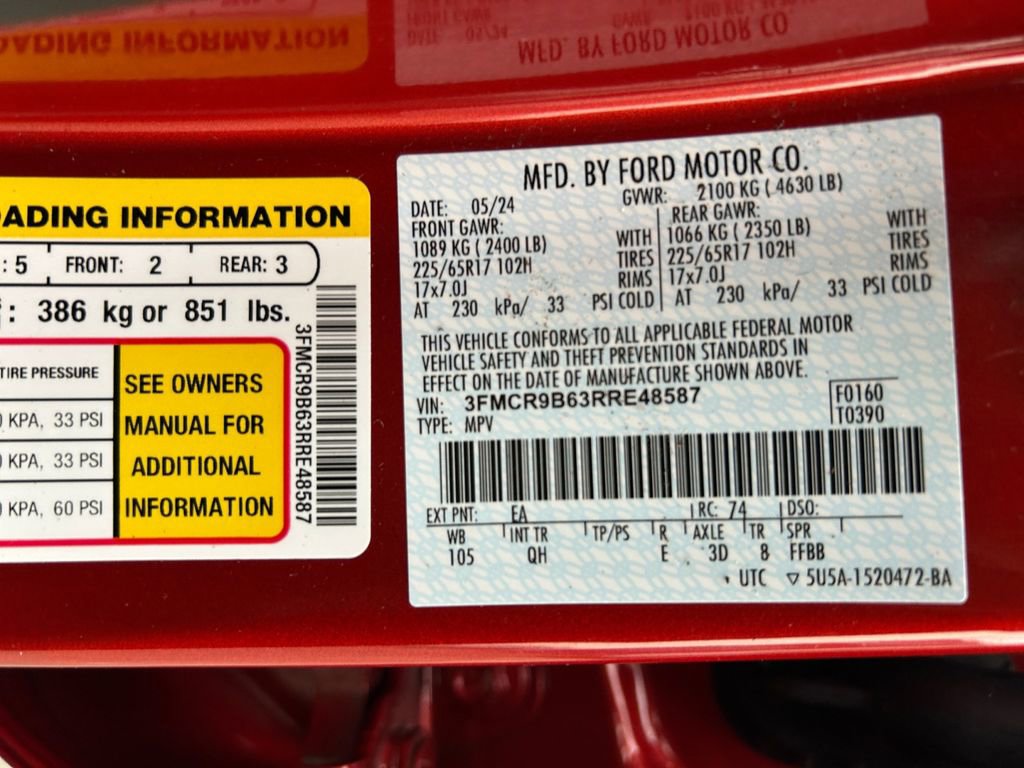 ADING INFORMATION
: 5 FRONT: 2 REAR: 3
: 386 kg or 851 lbs.
TIRE PRESSURE
KPA, 33 PSI
KPA, 33 PSI
KPA, 60 PSI
SEE OWNERS
MANUAL FOR
ADDITIONAL
INFORMATION
3FMCR9B63RRE48587
MFD. BY FORD MOTOR CO.
DATE: 05/24 GVWR: 2100 KG ( 4630 LB)
FRONT GAWR:
1089 KG ( 2400 LB) WITH
225/65R17 102H TIRES
17x7.0J RIMS
AT 230 kPa/ 33 PSI COLD
REAR GAWR:
1066 KG ( 2350 LB) WITH
225/65R17 102H TIRES
17x7.0J RIMS
AT 230 kPa/ 33 PSI COLD
THIS VEHICLE CONFORMS TO ALL APPLICABLE FEDERAL MOTOR
VEHICLE SAFETY AND THEFT PREVENTION STANDARDS IN
EFFECT ON THE DATE OF MANUFACTURE SHOWN ABOVE.
VIN: 3FMCR9B63RRE48587
TYPE: MPV
F0160
T0390
EXT PNT: EA RC: 74 DSO:
WB INT TR TP/PS R AXLE TR SPR
105 QH E 3D 8 FFBB
UTC ▽ 5U5A-1520472-BA